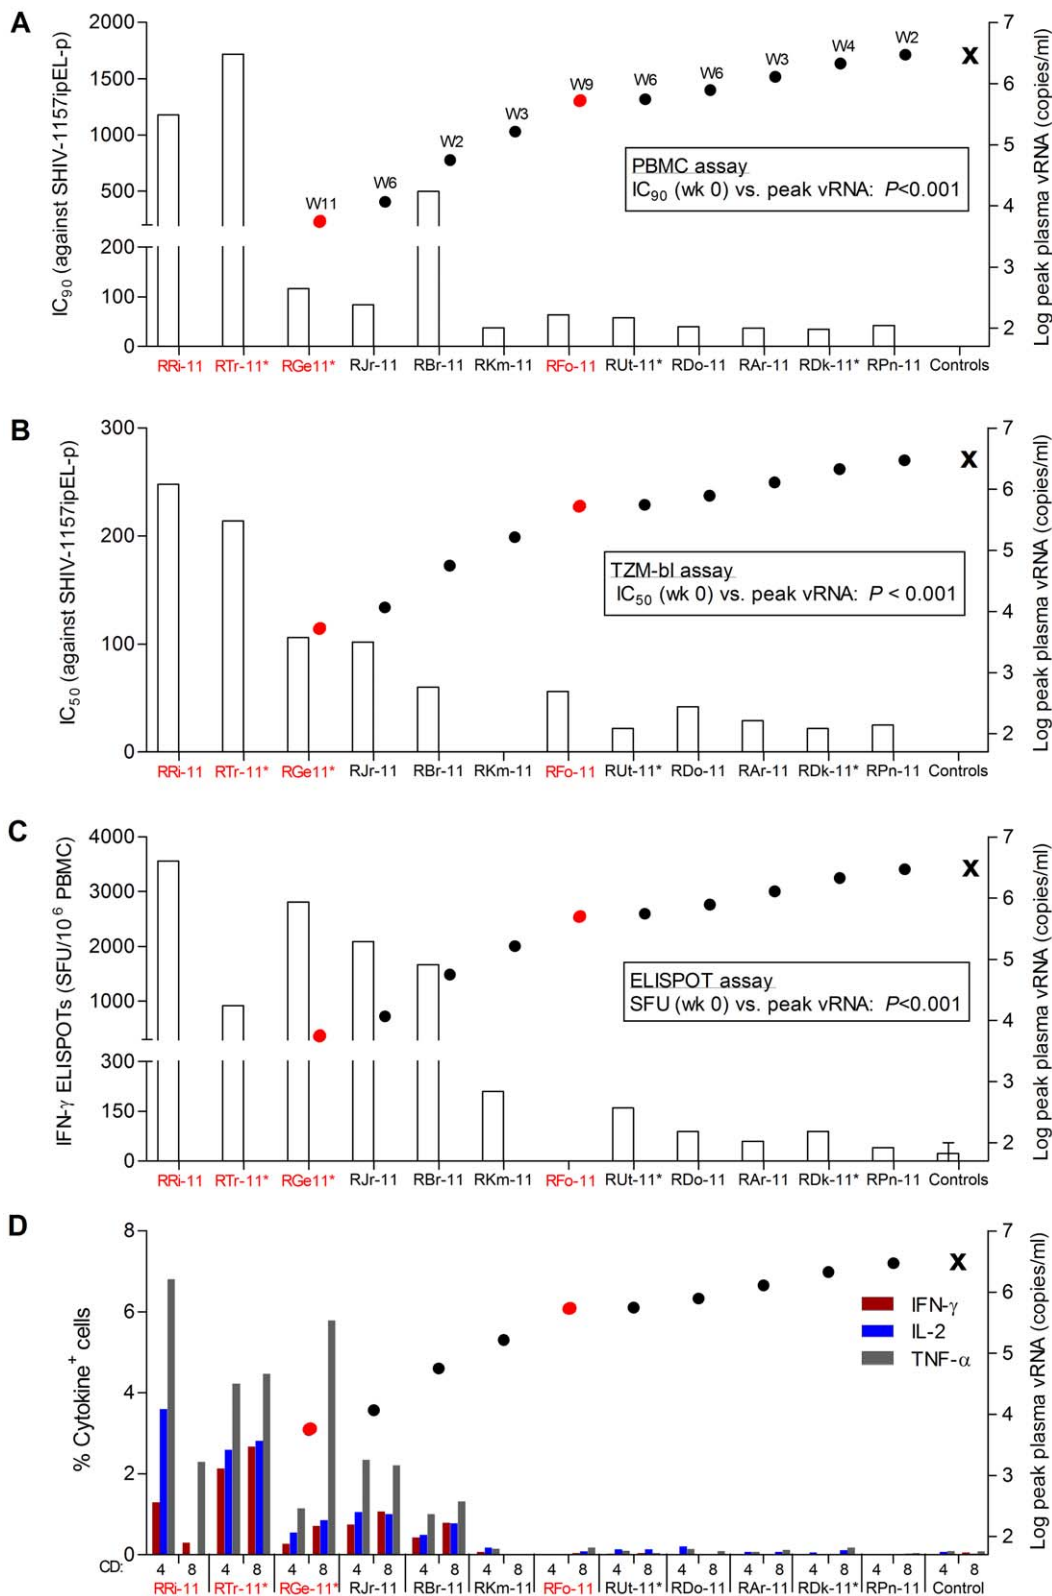 A
IC90 (against SHIV-1157ipEL-p)
2000
1500
1000
500
200
100
0
W11
W6
W2
W3
W9
W6
W6
W3
W4
W2
X
PBMC assay
IC90 (wk 0) vs. peak vRNA: P<0.001
7
6
5
4
3
2
Log peak plasma vRNA (copies/ml)
RRi-11 RTr-11* RGe11* RJr-11 RBr-11 RKm-11 RFo-11 RUt-11* RDo-11 RAr-11 RDk-11* RPn-11 Controls
B
IC50 (against SHIV-1157ipEL-p)
300
200
100
0
X
TZM-bl assay
IC50 (wk 0) vs. peak vRNA: P < 0.001
7
6
5
4
3
2
Log peak plasma vRNA (copies/ml)
RRi-11 RTr-11* RGe11* RJr-11 RBr-11 RKm-11 RFo-11 RUt-11* RDo-11 RAr-11 RDk-11* RPn-11 Controls
C
IFN-γ ELISPOTs (SFU/10^6 PBMC)
4000
3000
2000
1000
300
150
0
X
ELISPOT assay
SFU (wk 0) vs. peak vRNA: P<0.001
7
6
5
4
3
2
Log peak plasma vRNA (copies/ml)
RRi-11 RTr-11* RGe11* RJr-11 RBr-11 RKm-11 RFo-11 RUt-11* RDo-11 RAr-11 RDk-11* RPn-11 Controls
D
% Cytokine+ cells
8
6
4
2
0
X
IFN-γ
IL-2
TNF-α
7
6
5
4
3
2
Log peak plasma vRNA (copies/ml)
CD: 4 8 4 8 4 8 4 8 4 8 4 8 4 8 4 8 4 8 4 8 4 8 4 8 4 8
RRi-11 RTr-11* RGe-11* RJr-11 RBr-11 RKm-11 RFo-11 RUt-11* RDo-11 RAr-11 RDk-11* RPn-11 Control